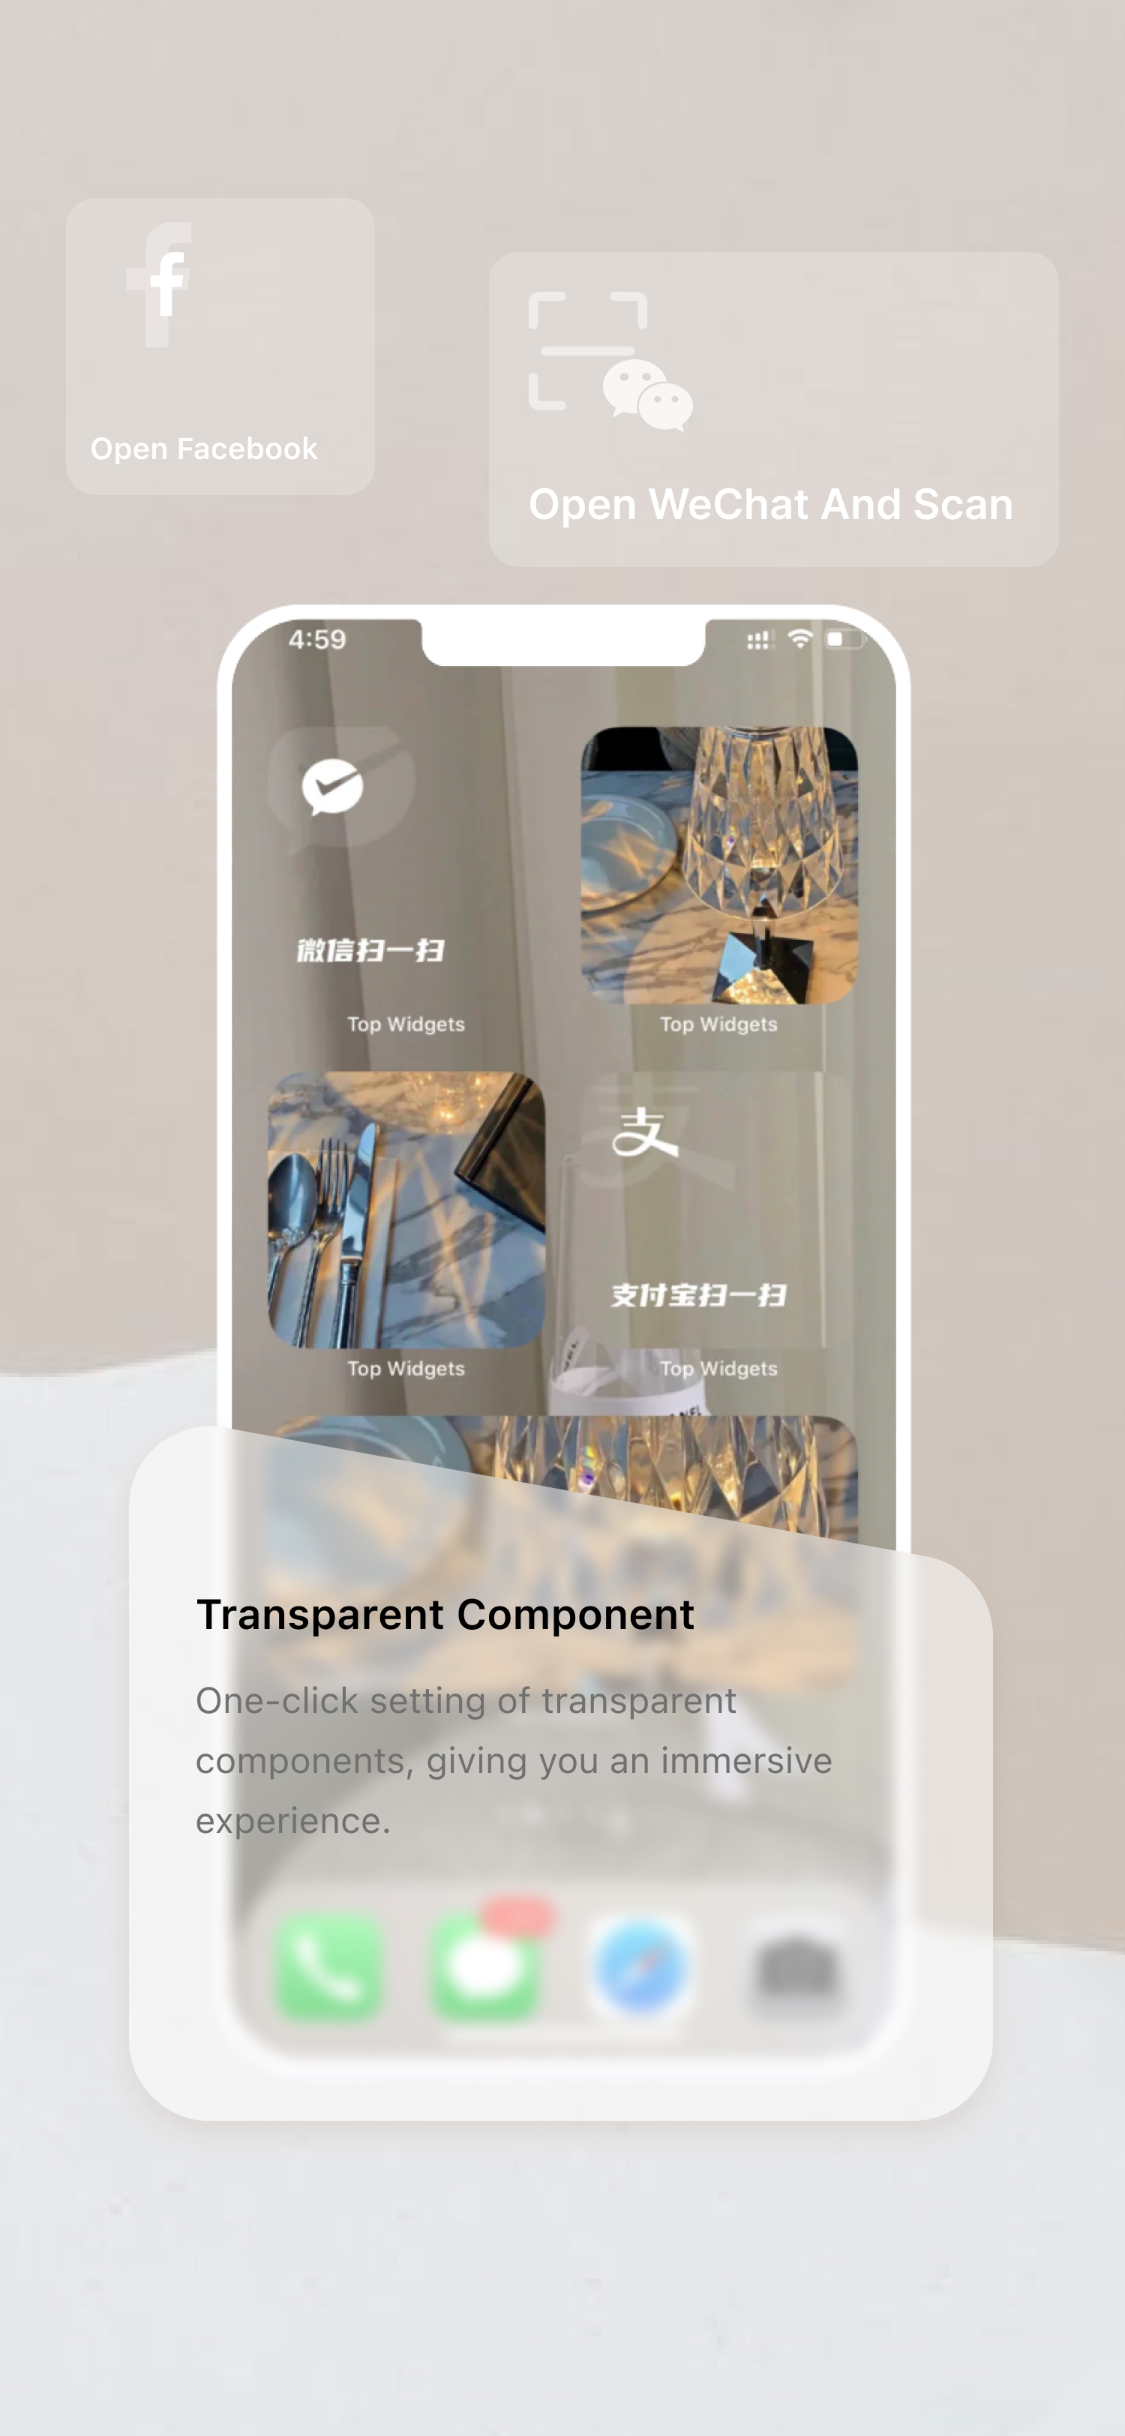 Open Facebook
Open WeChat And Scan
4:59
微信扫一扫
Top Widgets
Top Widgets
支
支付宝扫一扫
Top Widgets
Top Widgets
Transparent Component
One-click setting of transparent
components, giving you an immersive
experience.